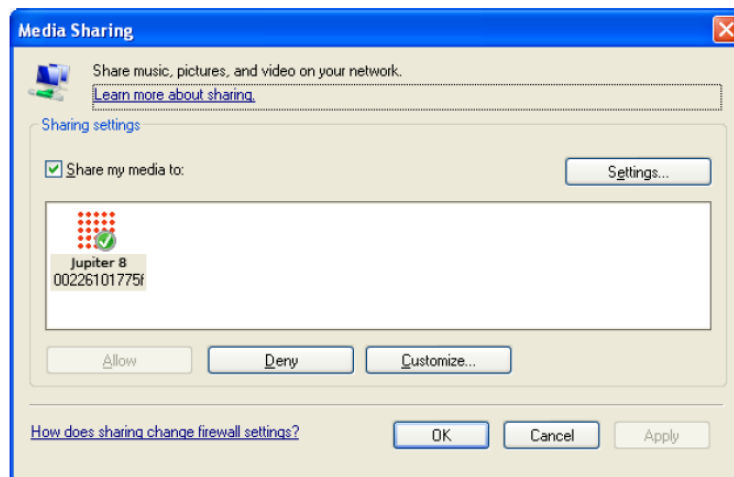 Media Sharing
Share music, pictures, and video on your network.
Learn more about sharing.
Sharing settings
Share my media to:
Settings...
Jupiter 8
00226101775f
Allow
Deny
Customize...
How does sharing change firewall settings?
OK
Cancel
Apply